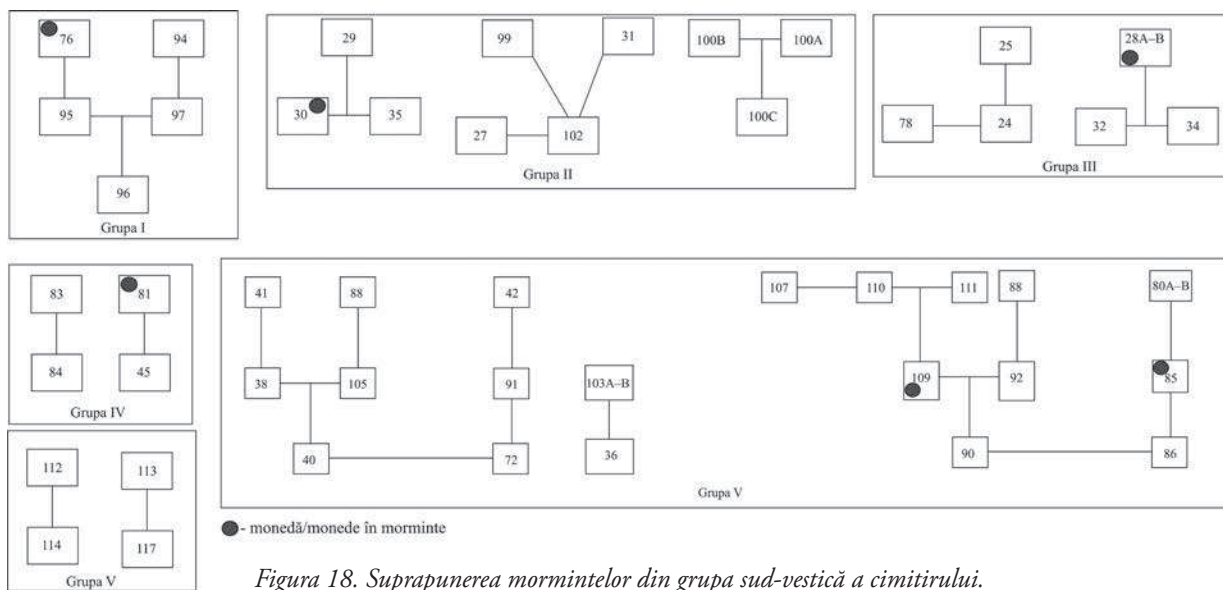 76 94
95 97
96
Grupa I
29 99 31 100B 100A
30 35 27 102 100C
Grupa II
25 28A–B
78 24 32 34
Grupa III
83 81
84 45
Grupa IV
112 113
114 117
Grupa V
41 88 42
38 105 91 103A–B
40 72 36
107 110 111 88 80A–B
109 92 85
90 86
Grupa V
- monedă/monede în morminte
Figura 18. Suprapunerea mormintelor din grupa sud-vestică a cimitirului.